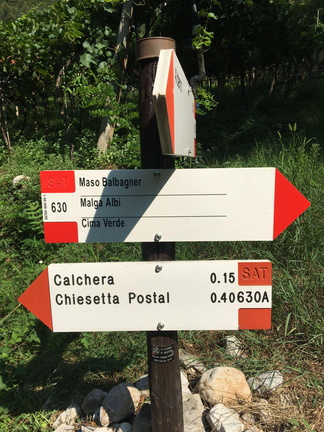 SAT
Maso Balbagner
630
Malga Albi
Cima Verde
Calchera 0.15 SAT
Chiesetta Postal 0.40 630A